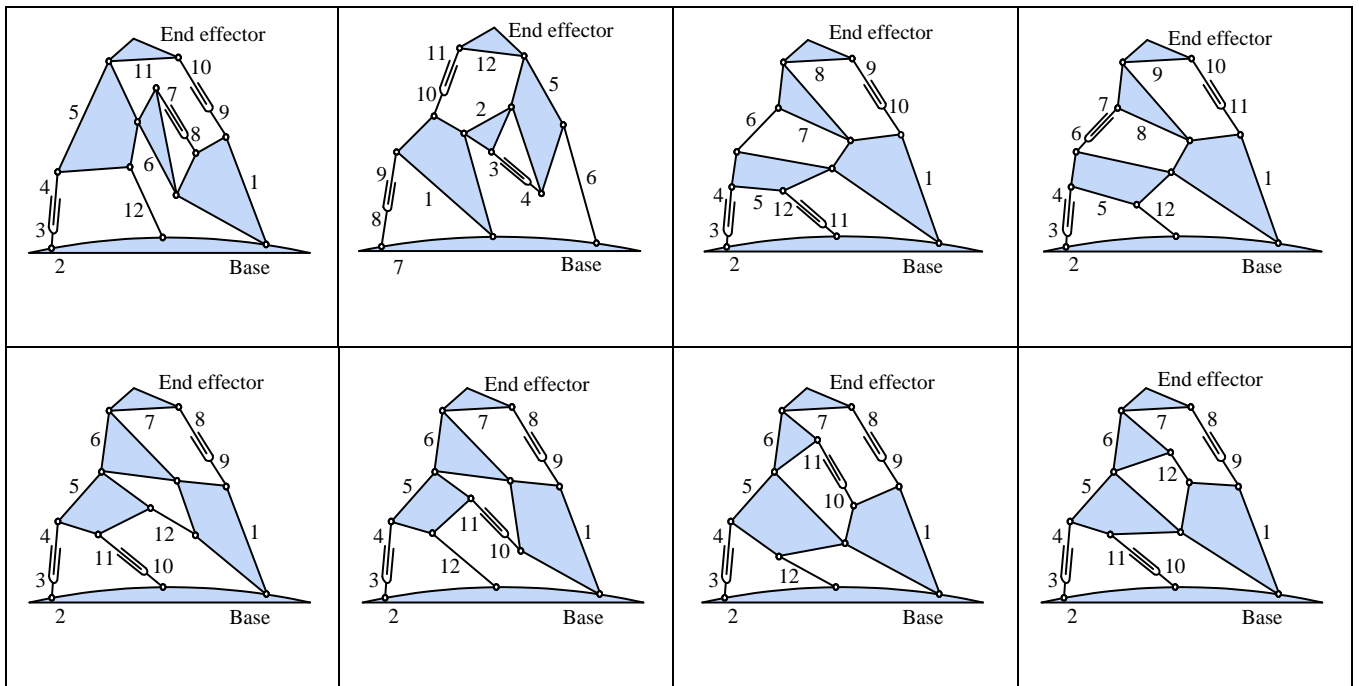 End effector
11 10
7
5 9
8
4 6 1
3 12
2 Base
End effector
11 12
5
10 2
9 3 6
1 4
8
7 Base
End effector
8 9
10
6 7
4 1
5 12
3 11
2 Base
End effector
9 10
7 11
6 8
4 1
5 12
3
2 Base
End effector
7 8
6 9
5
4 12 1
11
3 10
2 Base
End effector
7 8
6 9
5
11
4 10 1
3 12
2 Base
End effector
7 8
6 11 9
5 10
4 1
3 12
2 Base
End effector
7 8
6 12 9
5
4 1
11 10
3
2 Base